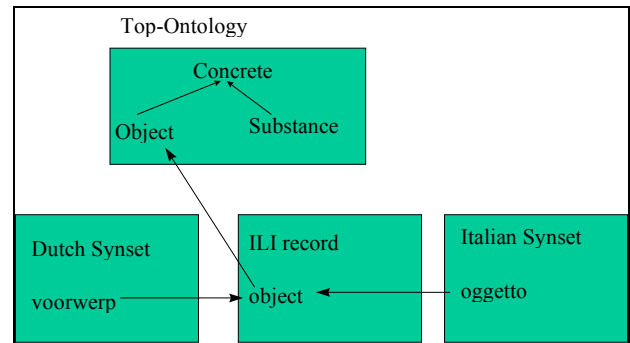 Top-Ontology
Concrete
Object
Substance
Dutch Synset
voorwerp
ILI record
object
Italian Synset
oggetto